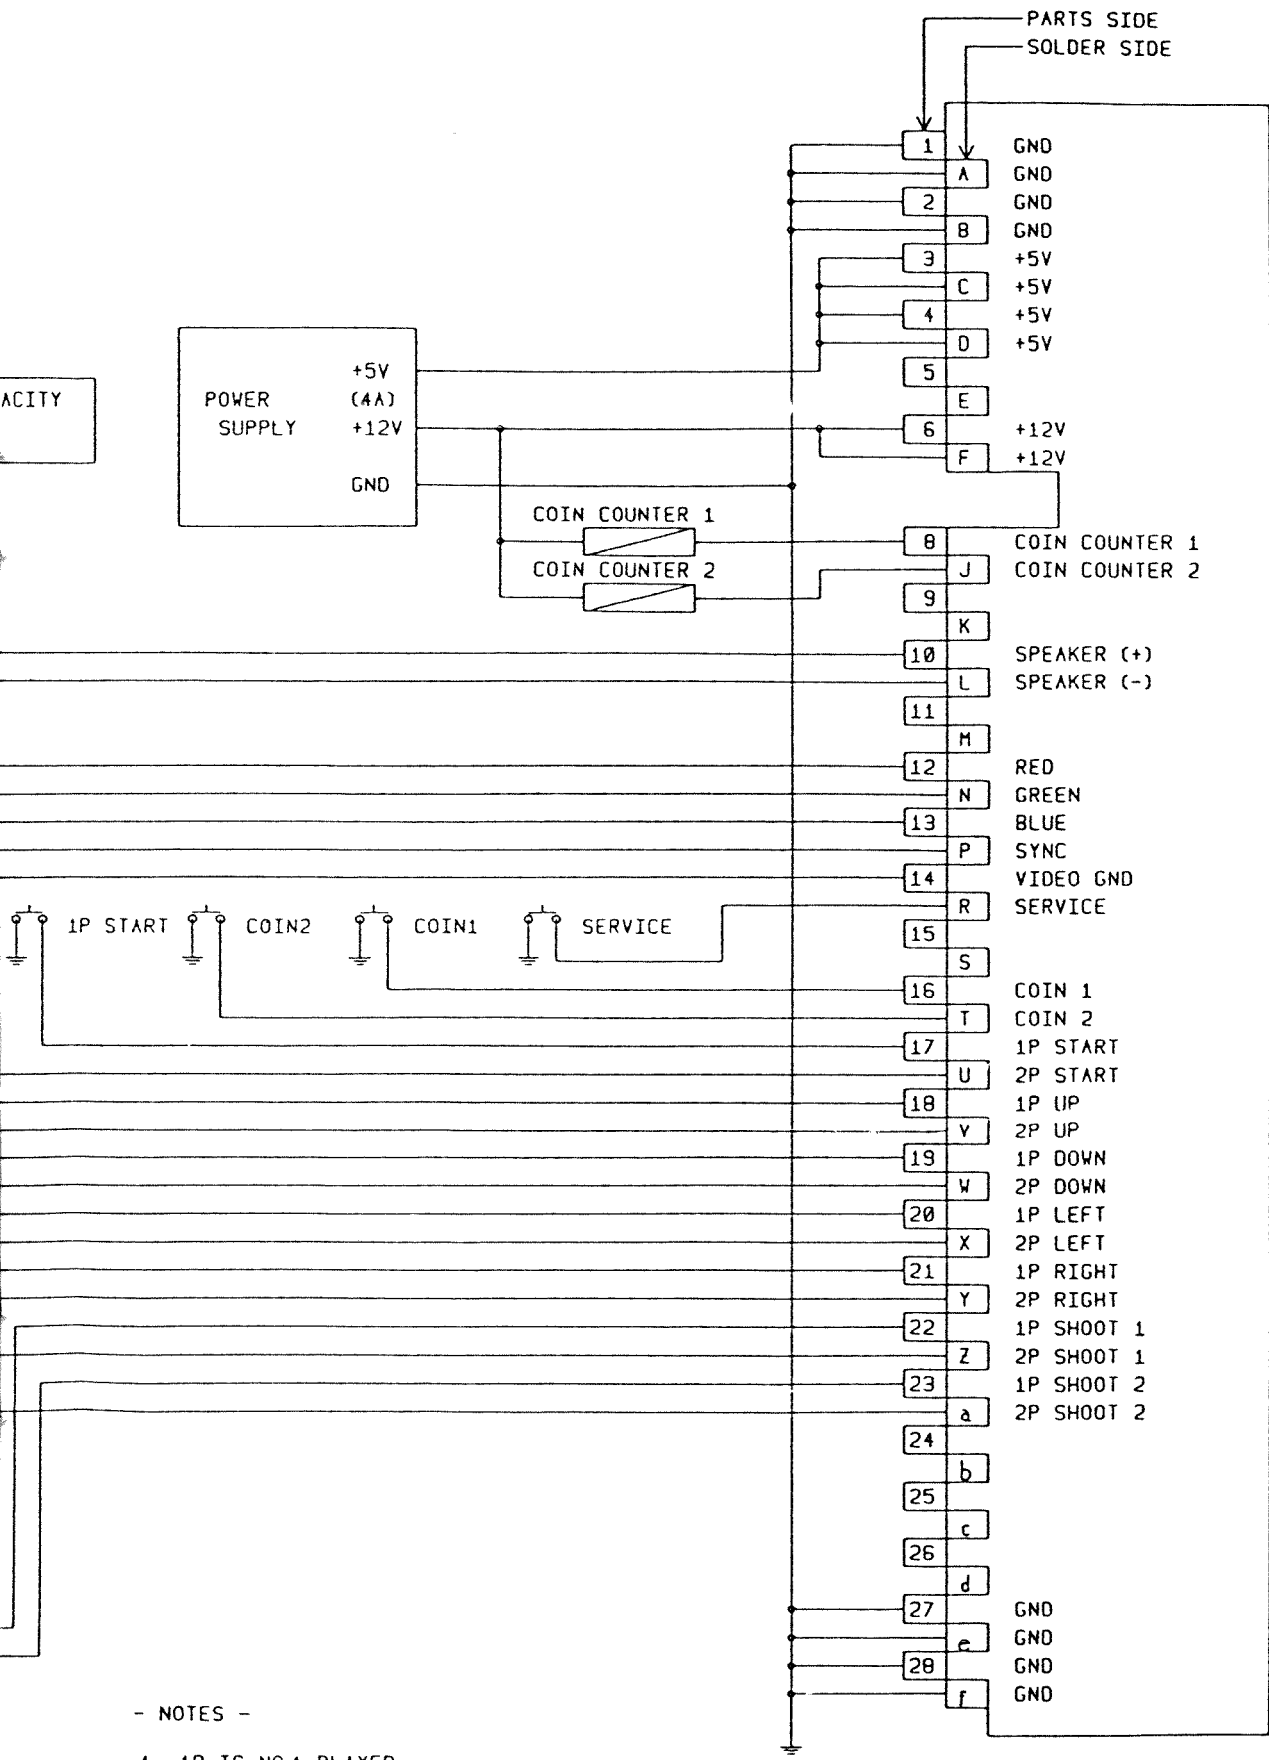 PARTS SIDE
SOLDER SIDE
1 GND
A GND
2 GND
B GND
3 +5V
C +5V
4 +5V
D +5V
5
E
6 +12V
F +12V
ACITY
POWER SUPPLY
+5V
(4A)
+12V
GND
COIN COUNTER 1
COIN COUNTER 2
8 COIN COUNTER 1
J COIN COUNTER 2
9
K
10 SPEAKER (+)
L SPEAKER (-)
11
M
12 RED
N GREEN
13 BLUE
P SYNC
14 VIDEO GND
R SERVICE
1P START COIN2 COIN1 SERVICE
15
S
16 COIN 1
T COIN 2
17 1P START
U 2P START
18 1P UP
V 2P UP
19 1P DOWN
W 2P DOWN
20 1P LEFT
X 2P LEFT
21 1P RIGHT
Y 2P RIGHT
22 1P SHOOT 1
Z 2P SHOOT 1
23 1P SHOOT 2
a 2P SHOOT 2
24
b
25
c
26
d
27 GND
e GND
28 GND
f GND
- NOTES -
1P IS NO.1 PLAYER